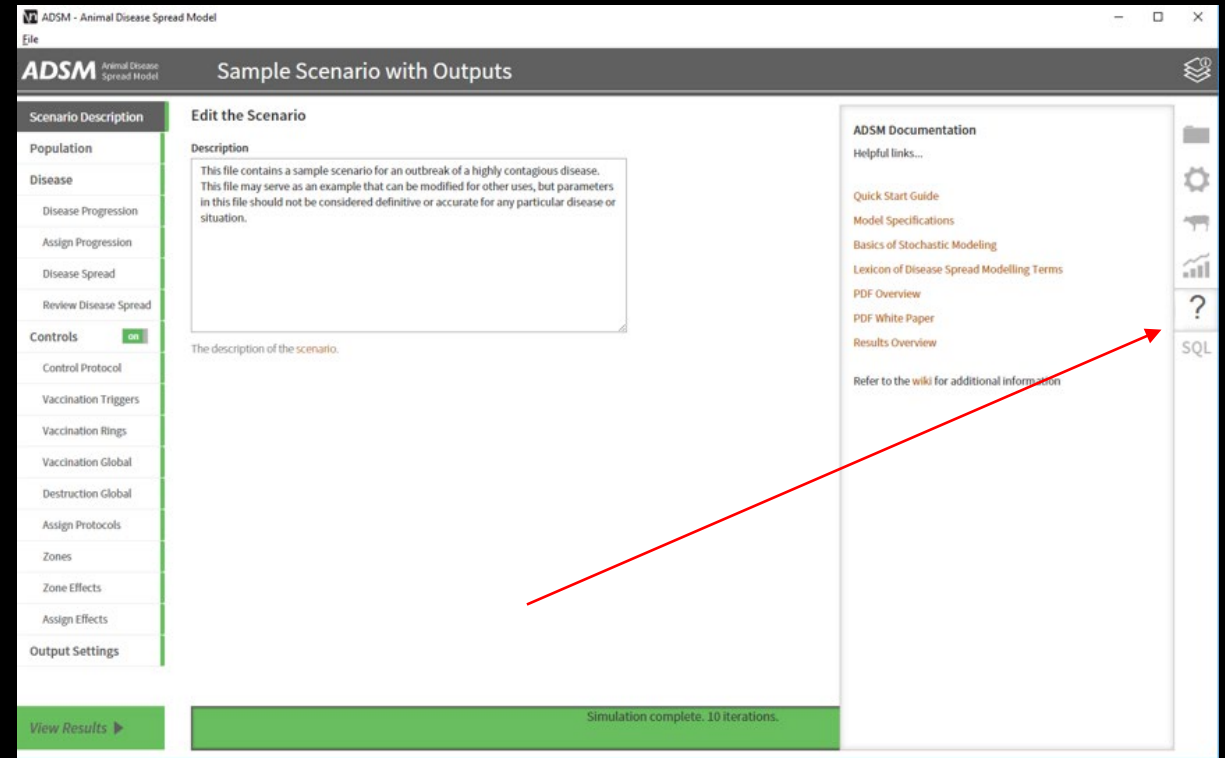 ADSM - Animal Disease Spread Model
File
ADSM Animal Disease
Spread Model
Sample Scenario with Outputs
Scenario Description
Population
Disease
Disease Progression
Assign Progression
Disease Spread
Review Disease Spread
Controls on
Control Protocol
Vaccination Triggers
Vaccination Rings
Vaccination Global
Destruction Global
Assign Protocols
Zones
Zone Effects
Assign Effects
Output Settings
View Results
Edit the Scenario
Description
This file contains a sample scenario for an outbreak of a highly contagious disease.
This file may serve as an example that can be modified for other uses, but parameters
in this file should not be considered definitive or accurate for any particular disease or
situation.
The description of the scenario.
Simulation complete. 10 iterations.
ADSM Documentation
Helpful links...
Quick Start Guide
Model Specifications
Basics of Stochastic Modeling
Lexicon of Disease Spread Modelling Terms
PDF Overview
PDF White Paper
Results Overview
Refer to the wiki for additional information
?
SQL